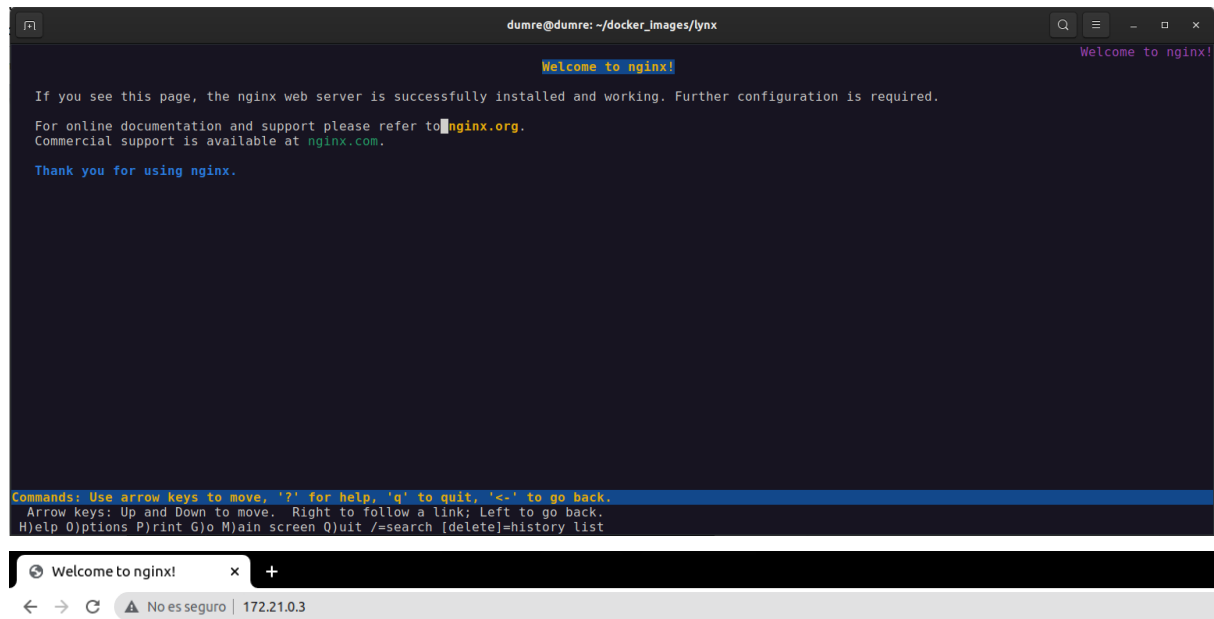 dumre@dumre: ~/docker_images/lynx
Welcome to nginx!
Welcome to nginx!
If you see this page, the nginx web server is successfully installed and working. Further configuration is required.
For online documentation and support please refer to nginx.org.
Commercial support is available at nginx.com.
Thank you for using nginx.
Commands: Use arrow keys to move, '?' for help, 'q' to quit, '<-' to go back.
Arrow keys: Up and Down to move. Right to follow a link; Left to go back.
H)elp O)ptions P)rint G)o M)ain screen Q)uit /=search [delete]=history list
Welcome to nginx!
No es seguro | 172.21.0.3